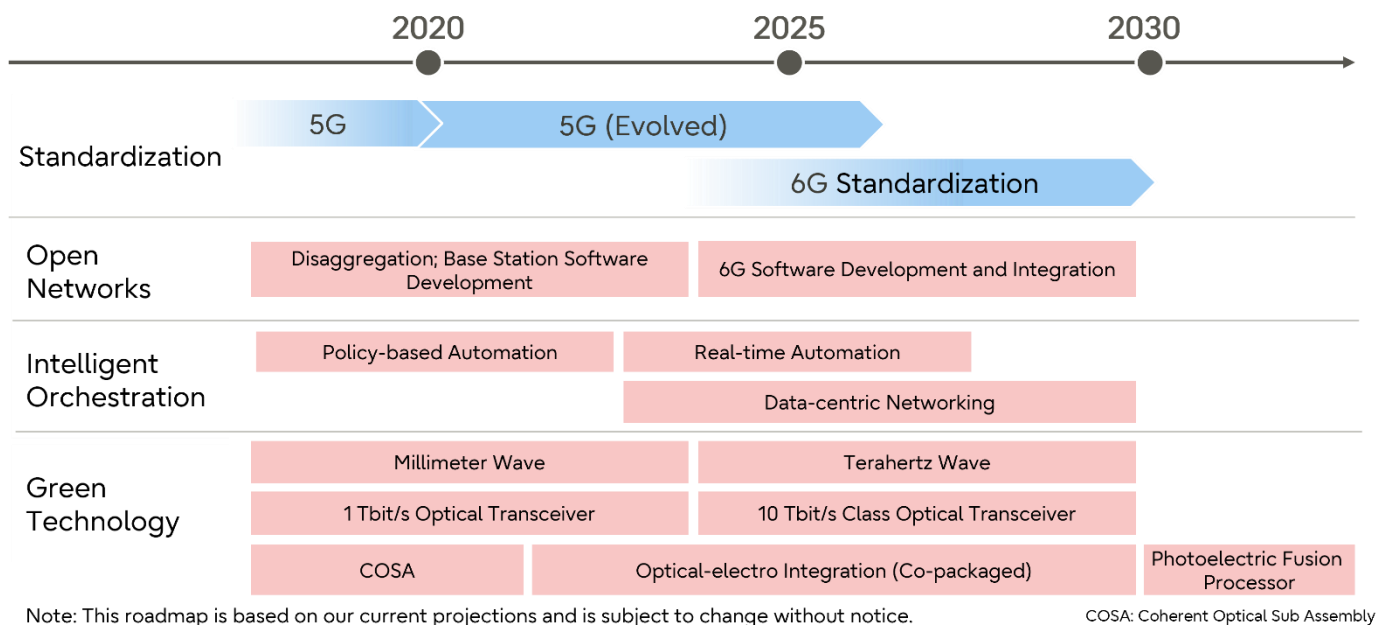 2020
2025
2030
Standardization
5G
5G (Evolved)
6G Standardization
Open
Networks
Disaggregation; Base Station Software
Development
6G Software Development and Integration
Intelligent
Orchestration
Policy-based Automation
Real-time Automation
Data-centric Networking
Green
Technology
Millimeter Wave
Terahertz Wave
1 Tbit/s Optical Transceiver
10 Tbit/s Class Optical Transceiver
COSA
Optical-electro Integration (Co-packaged)
Photoelectric Fusion
Processor
Note: This roadmap is based on our current projections and is subject to change without notice.
COSA: Coherent Optical Sub Assembly